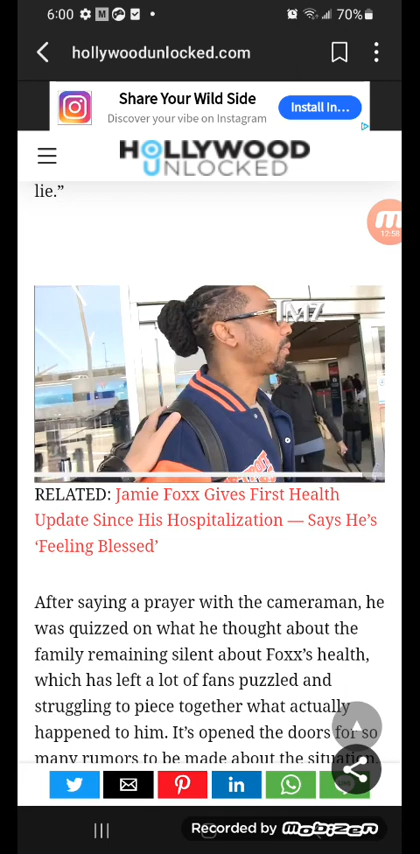 6:00 M 70%
hollywoodunlocked.com
Share Your Wild Side
Discover your vibe on Instagram
Install In...
HOLLYWOOD
UNLOCKED
lie.”
12:58
RELATED: Jamie Foxx Gives First Health
Update Since His Hospitalization — Says He’s
‘Feeling Blessed’
After saying a prayer with the cameraman, he
was quizzed on what he thought about the
family remaining silent about Foxx’s health,
which has left a lot of fans puzzled and
struggling to piece together what actually
happened to him. It’s opened the doors for so
many rumors to be made about the situation.
Recorded by mobizen